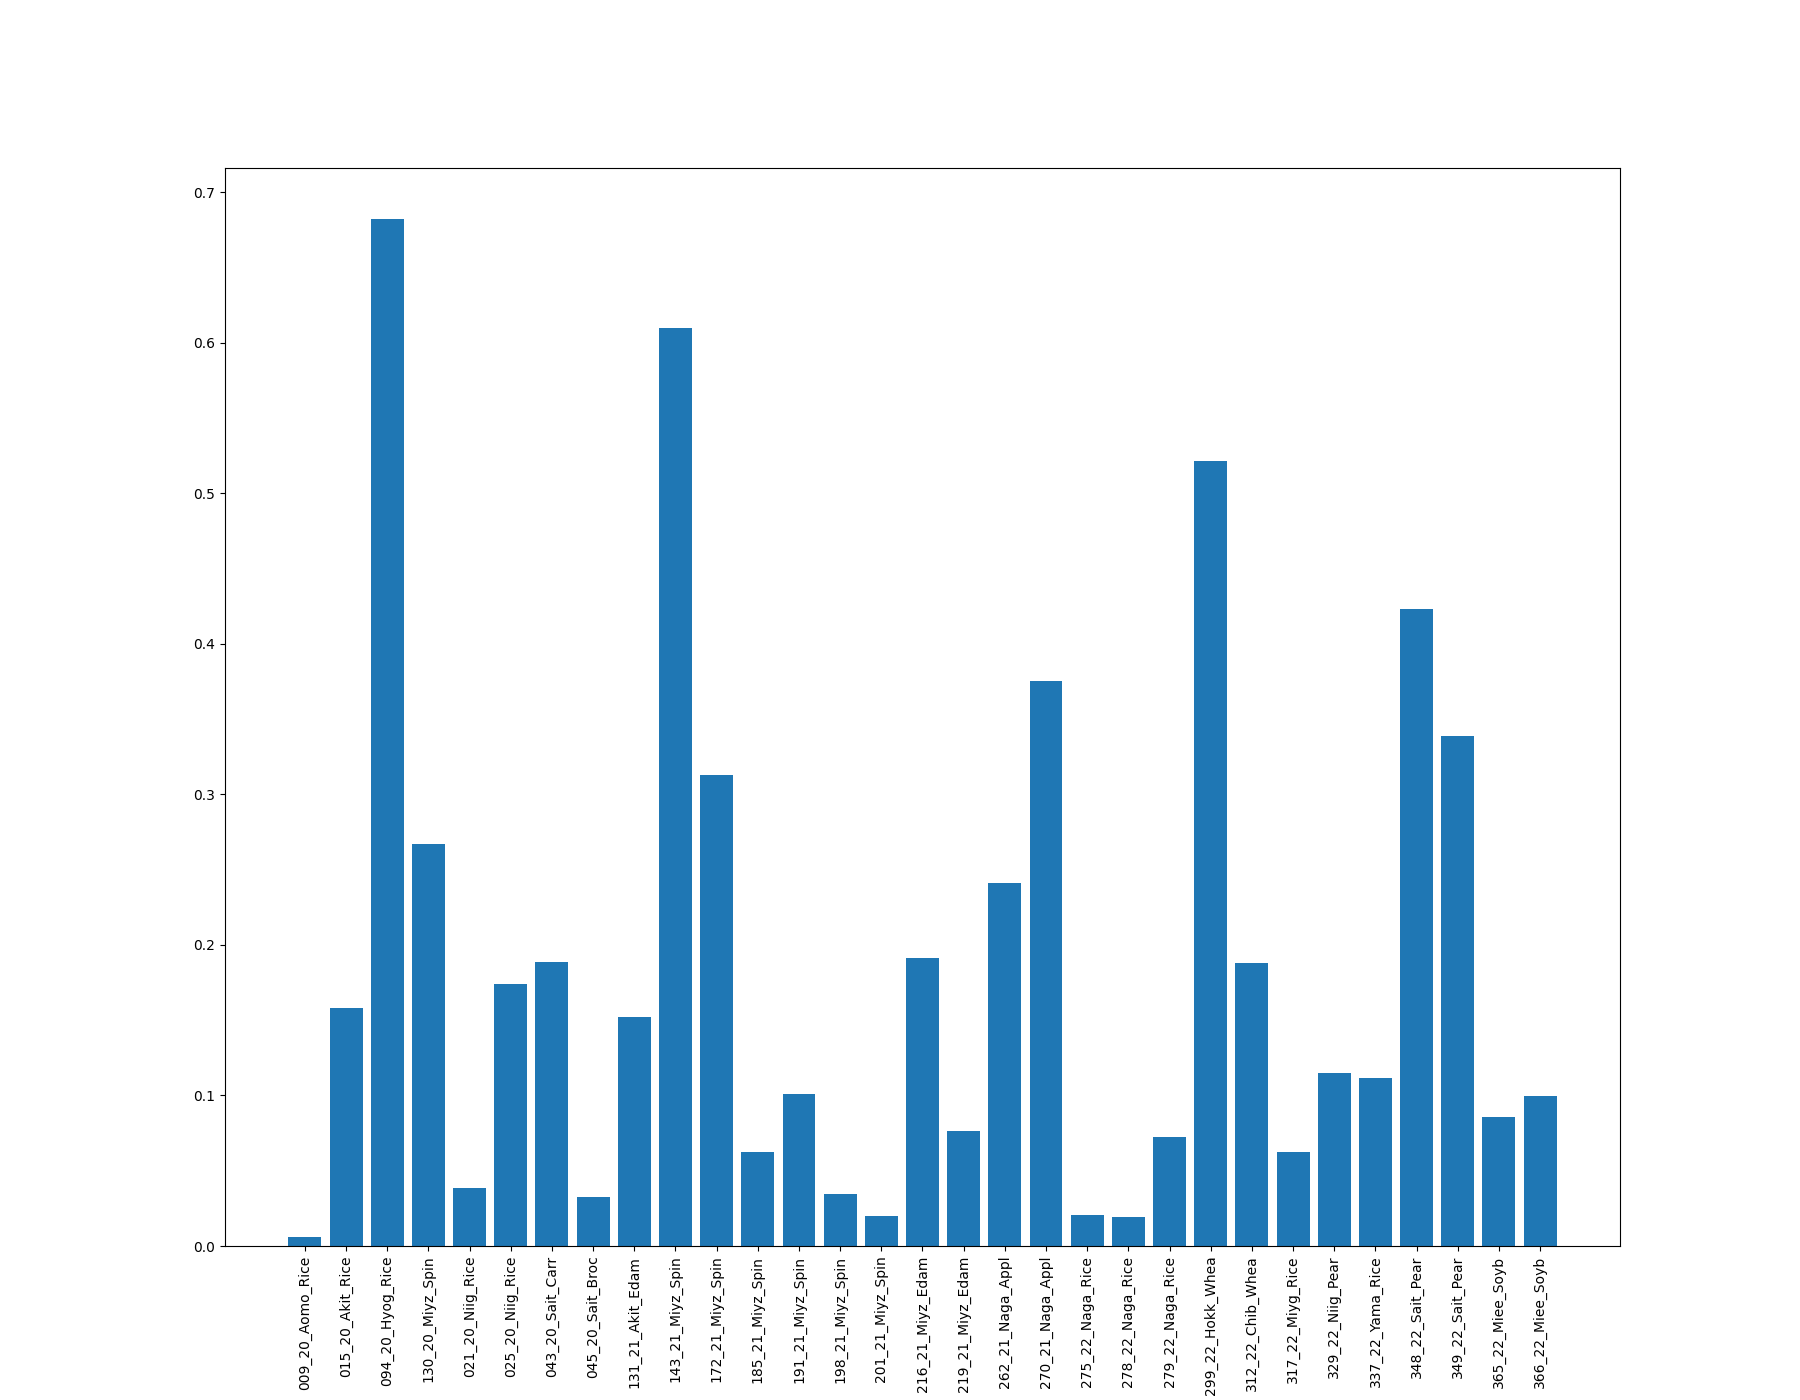 0.7
0.6
0.5
0.4
0.3
0.2
0.1
0.0
009_20_Aomo_Rice
015_20_Akit_Rice
094_20_Hyog_Rice
130_20_Miyz_Spin
021_20_Niig_Rice
025_20_Niig_Rice
043_20_Sait_Carr
045_20_Sait_Broc
131_21_Akit_Edam
143_21_Miyz_Spin
172_21_Miyz_Spin
185_21_Miyz_Spin
191_21_Miyz_Spin
198_21_Miyz_Spin
201_21_Miyz_Spin
216_21_Miyz_Edam
219_21_Miyz_Edam
262_21_Naga_Appl
270_21_Naga_Appl
275_22_Naga_Rice
278_22_Naga_Rice
279_22_Naga_Rice
299_22_Hokk_Whea
312_22_Chib_Whea
317_22_Miyg_Rice
329_22_Niig_Pear
337_22_Yama_Rice
348_22_Sait_Pear
349_22_Sait_Pear
365_22_Miee_Soyb
366_22_Miee_Soyb